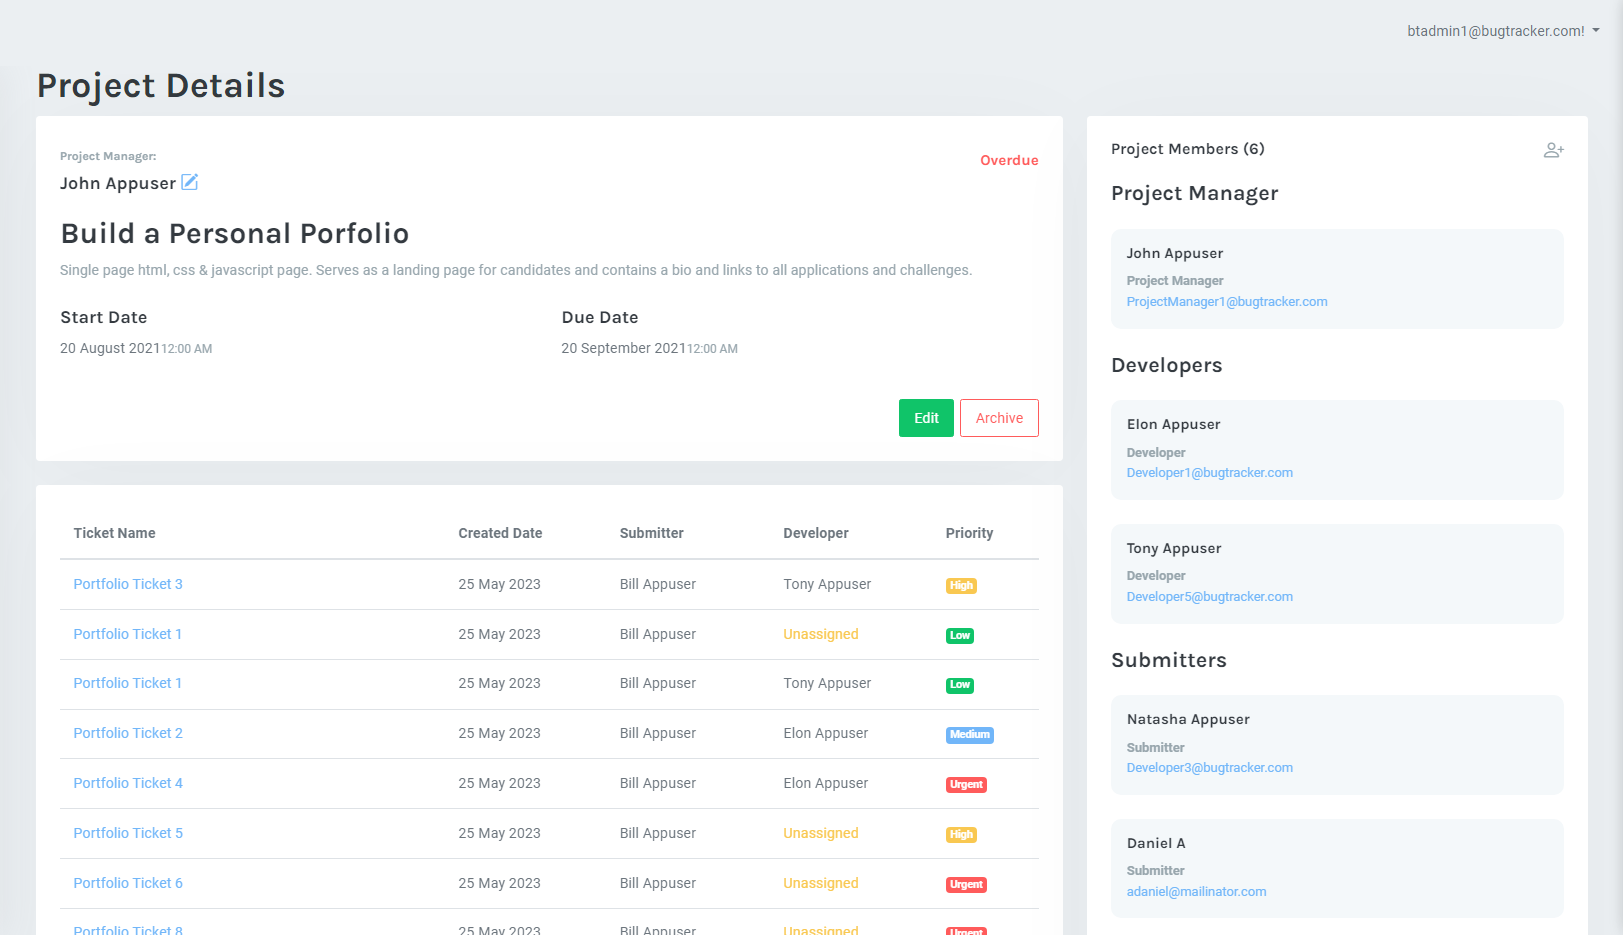 btadmin1@bugtracker.com!
Project Details
Project Manager:
John Appuser
Overdue
Build a Personal Porfolio
Single page html, css & javascript page. Serves as a landing page for candidates and contains a bio and links to all applications and challenges.
Start Date
Due Date
20 August 2021 12:00 AM
20 September 2021 12:00 AM
Edit
Archive
Ticket Name Created Date Submitter Developer Priority
Portfolio Ticket 3 25 May 2023 Bill Appuser Tony Appuser High
Portfolio Ticket 1 25 May 2023 Bill Appuser Unassigned Low
Portfolio Ticket 1 25 May 2023 Bill Appuser Tony Appuser Low
Portfolio Ticket 2 25 May 2023 Bill Appuser Elon Appuser Medium
Portfolio Ticket 4 25 May 2023 Bill Appuser Elon Appuser Urgent
Portfolio Ticket 5 25 May 2023 Bill Appuser Unassigned High
Portfolio Ticket 6 25 May 2023 Bill Appuser Unassigned Urgent
Portfolio Ticket 8 25 May 2023 Bill Appuser Unassigned Urgent
Project Members (6)
Project Manager
John Appuser
Project Manager
ProjectManager1@bugtracker.com
Developers
Elon Appuser
Developer
Developer1@bugtracker.com
Tony Appuser
Developer
Developer5@bugtracker.com
Submitters
Natasha Appuser
Submitter
Developer3@bugtracker.com
Daniel A
Submitter
adaniel@mailinator.com